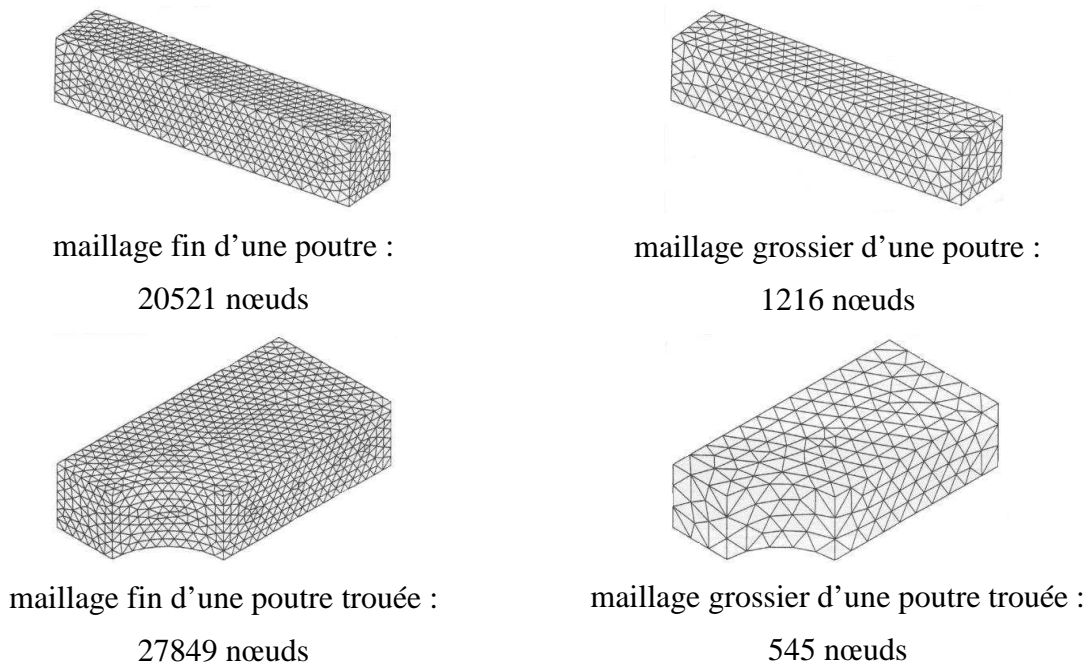 maillage fin d’une poutre :
20521 nœuds
maillage grossier d’une poutre :
1216 nœuds
maillage fin d’une poutre trouée :
27849 nœuds
maillage grossier d’une poutre trouée :
545 nœuds